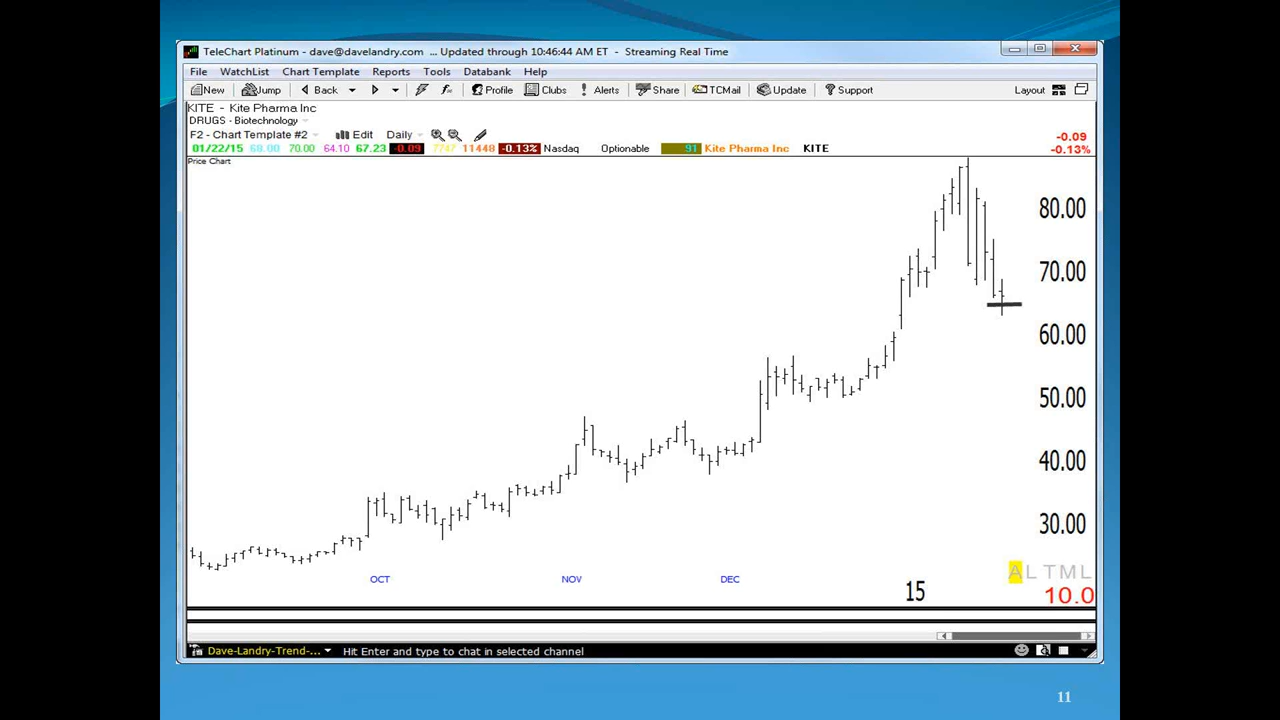 TeleChart Platinum - dave@davelandry.com ... Updated through 10:46:44 AM ET - Streaming Real Time
File WatchList Chart Template Reports Tools Databank Help
New Jump Back Profile Clubs Alerts Share TCMail Update Support Layout
KITE - Kite Pharma Inc
DRUGS - Biotechnology
F2 - Chart Template #2 Edit Daily -0.09
01/22/15 68.00 70.00 64.10 67.23 -0.09 7747 11448 -0.13% Nasdaq Optionable 91 Kite Pharma Inc KITE -0.13%
Price Chart
80.00
70.00
60.00
50.00
40.00
30.00
OCT NOV DEC 15
A L T M L
10.0
Dave-Landry-Trend-... Hit Enter and type to chat in selected channel
11